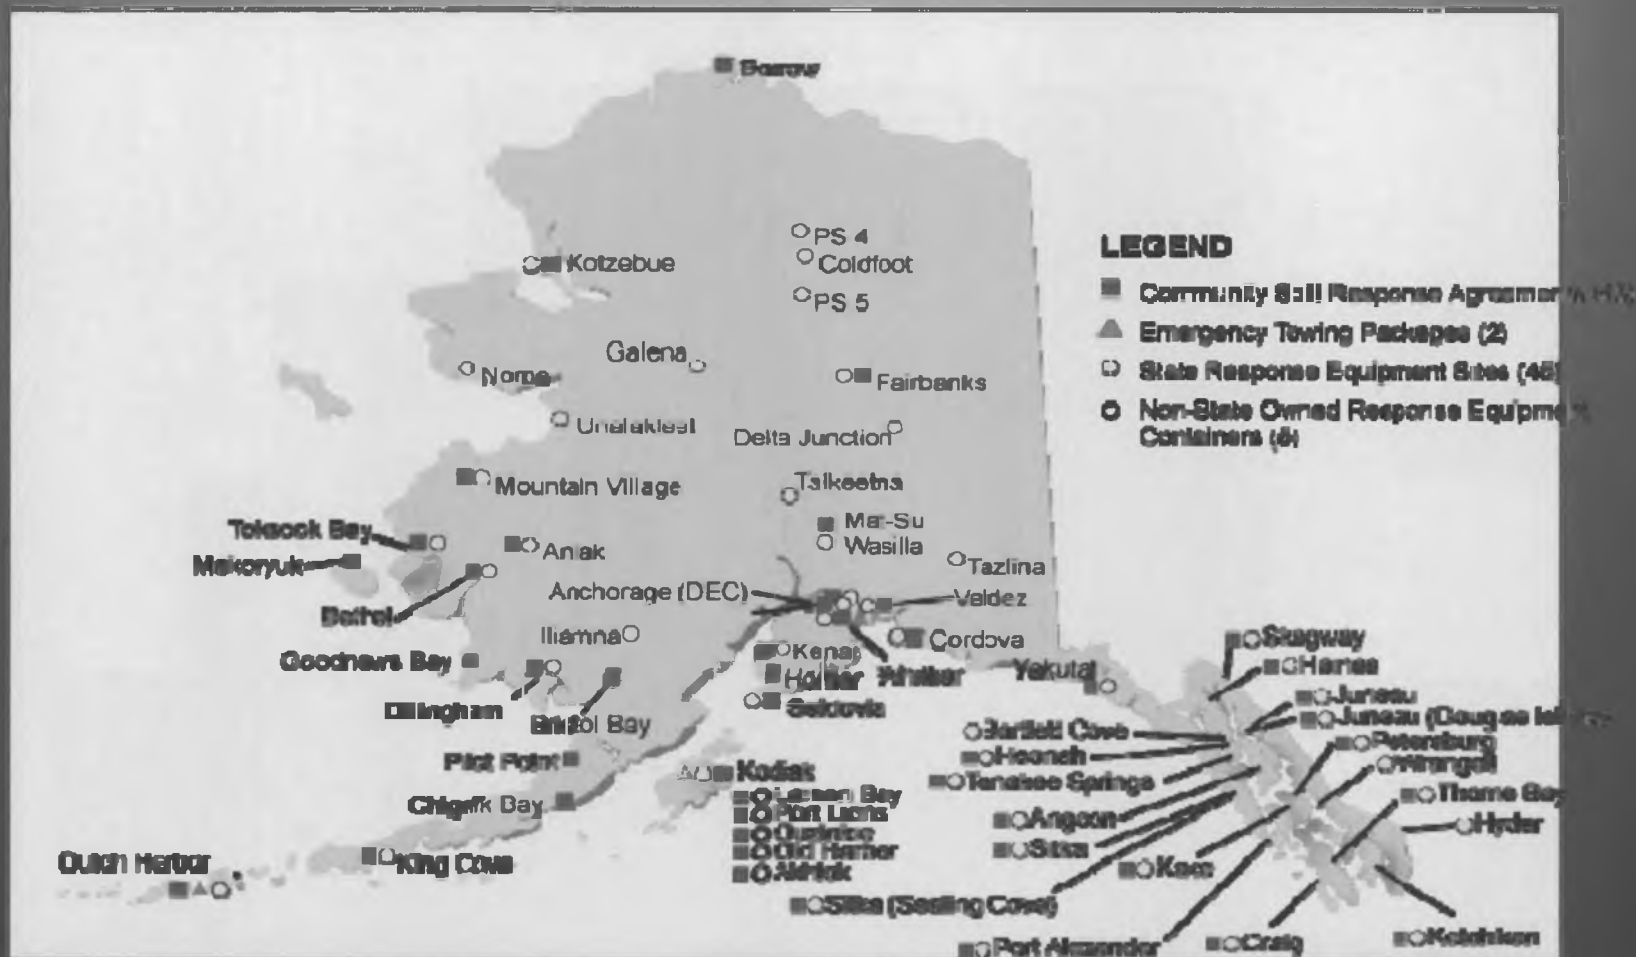 Barrow
PS 4
Coldfoot
PS 5
Kotzebue
Galena
Nome
Fairbanks
Unalakleet
Delta Junction
Mountain Village
Talkeetna
Mat-Su
Wasilla
Toksook Bay
Mekoryuk
Aniak
Tazlina
Bethel
Anchorage (DEC)
Valdez
Iliamna
Cordova
Goodnews Bay
Kenai
Homer
Whittier
Seldovia
Dillingham
Bristol Bay
Pilot Point
Kodiak
Chignik Bay
Larsen Bay
Port Lions
Ouzinkie
Old Harbor
Akhiok
Dutch Harbor
King Cove
LEGEND
Community Spill Response Agreements
Emergency Towing Packages (2)
State Response Equipment Sites (45)
Non-State Owned Response Equipment
Containers
Yakutat
Skagway
Haines
Juneau
Juneau (Douglas
Bartlett Cove
Hoonah
Tenakee Springs
Petersburg
Wrangell
Thorne Bay
Angoon
Hyder
Sitka
Kake
Sitka (Sealing Cove)
Port Alexander
Craig
Ketchikan